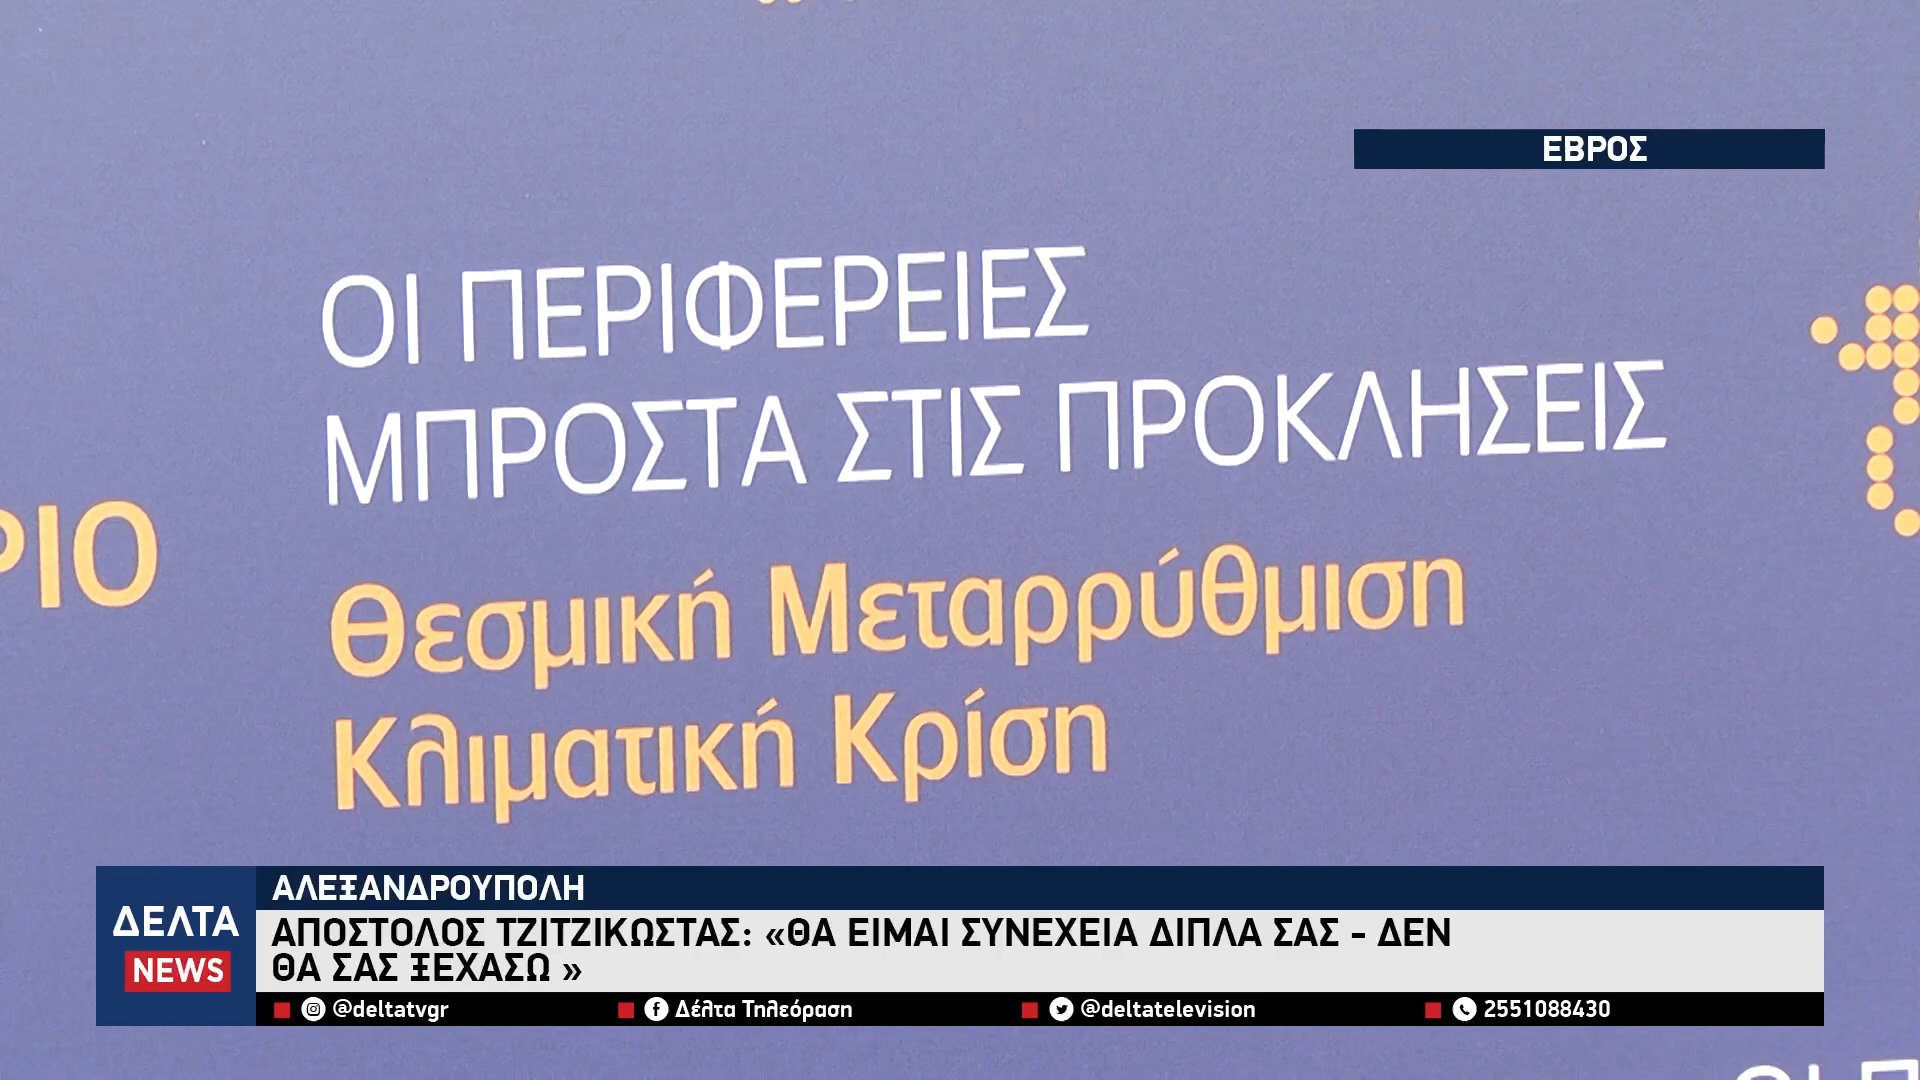 ΕΒΡΟΣ
ΟΙ ΠΕΡΙΦΕΡΕΙΕΣ
ΜΠΡΟΣΤΑ ΣΤΙΣ ΠΡΟΚΛΗΣΕΙΣ
Θεσμική Μεταρρύθμιση
Κλιματική Κρίση
ΑΛΕΞΑΝΔΡΟΥΠΟΛΗ
ΔΕΛΤΑ
NEWS
ΑΠΟΣΤΟΛΟΣ ΤΖΙΤΖΙΚΩΣΤΑΣ: «ΘΑ ΕΙΜΑΙ ΣΥΝΕΧΕΙΑ ΔΙΠΛΑ ΣΑΣ - ΔΕΝ
ΘΑ ΣΑΣ ΞΕΧΑΣΩ »
@deltatvgr Δέλτα Τηλεόραση @deltatelevision 2551088430